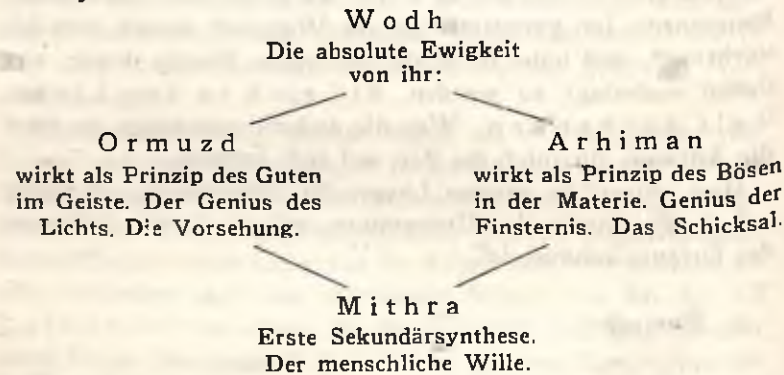 Wodh
Die absolute Ewigkeit
von ihr:
Ormuzd
wirkt als Prinzip des Guten
im Geiste. Der Genius des
Lichts. Die Vorsehung.
Arhiman
wirkt als Prinzip des Bösen
in der Materie. Genius der
Finsternis. Das Schicksal.
Mithra
Erste Sekundärsynthese.
Der menschliche Wille.